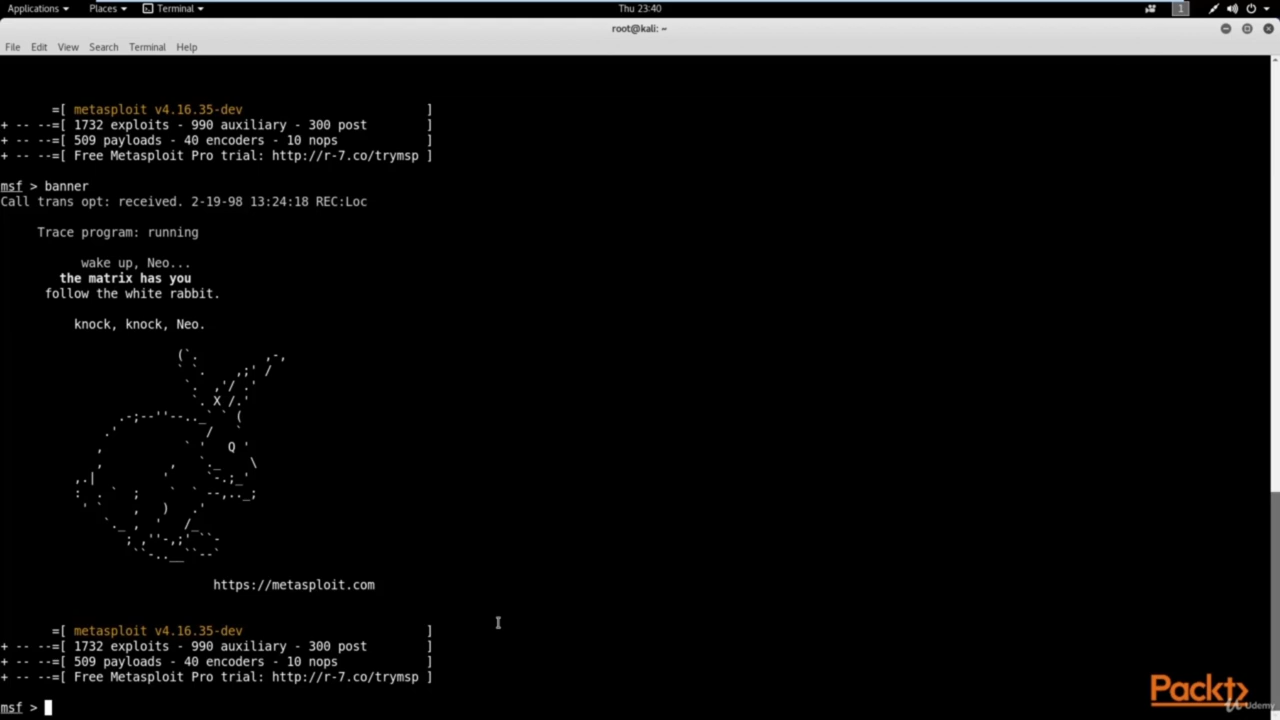 Applications Places Terminal Thu 23:40 1
root@kali: ~
File Edit View Search Terminal Help
=[ metasploit v4.16.35-dev ]
+ -- --=[ 1732 exploits - 990 auxiliary - 300 post ]
+ -- --=[ 509 payloads - 40 encoders - 10 nops ]
+ -- --=[ Free Metasploit Pro trial: http://r-7.co/trymsp ]
msf > banner
Call trans opt: received. 2-19-98 13:24:18 REC:Loc
Trace program: running
wake up, Neo...
the matrix has you
follow the white rabbit.
knock, knock, Neo.
https://metasploit.com
=[ metasploit v4.16.35-dev ]
+ -- --=[ 1732 exploits - 990 auxiliary - 300 post ]
+ -- --=[ 509 payloads - 40 encoders - 10 nops ]
+ -- --=[ Free Metasploit Pro trial: http://r-7.co/trymsp ]
msf >
Packt>
Udemy